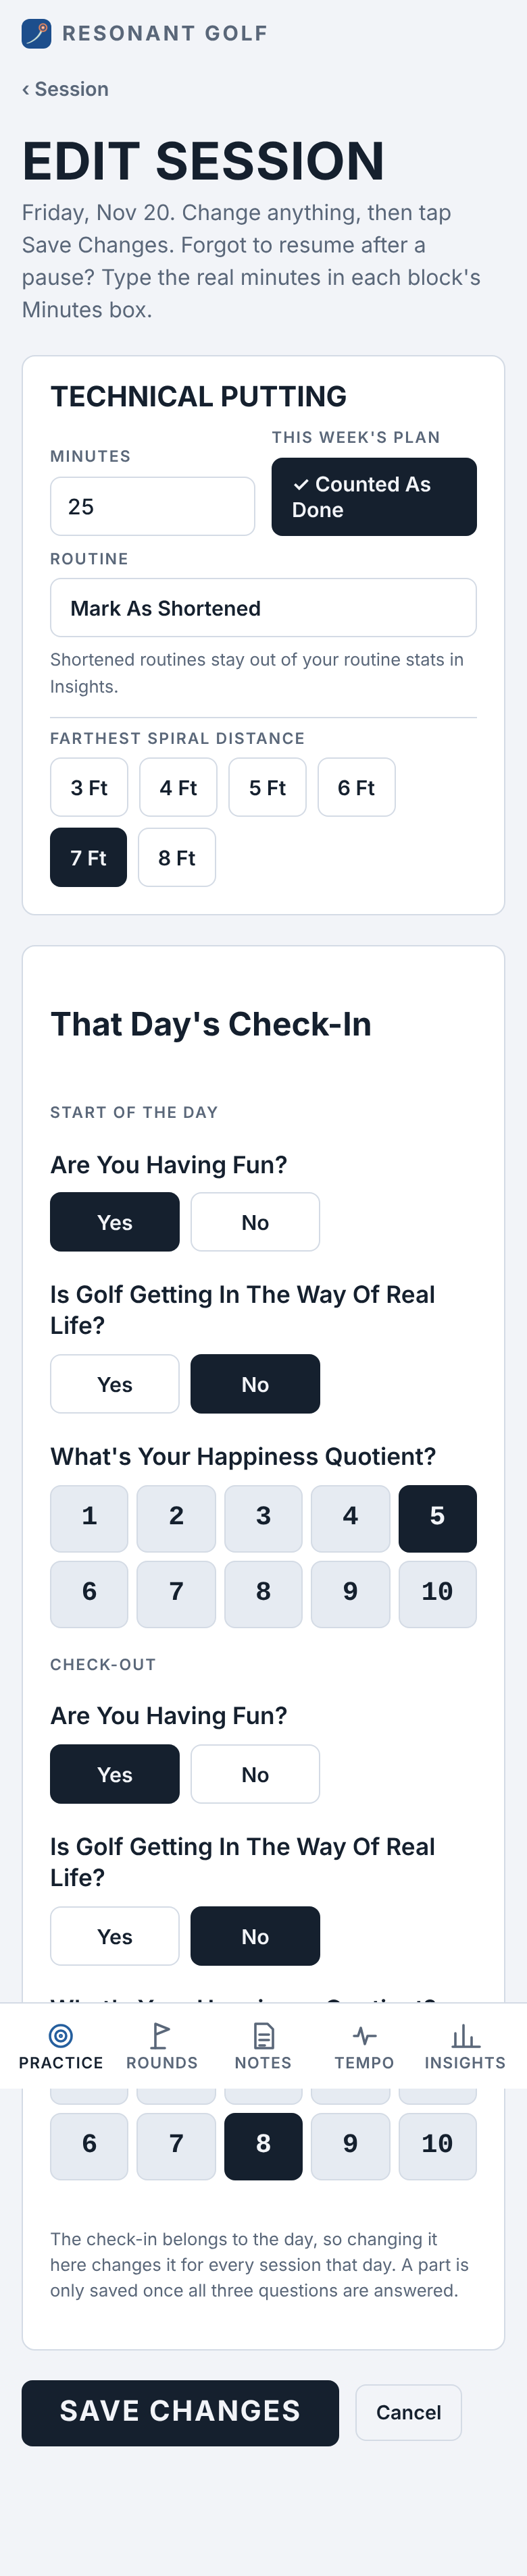 RESONANT GOLF
‹ Session
EDIT SESSION
Friday, Nov 20. Change anything, then tap
Save Changes. Forgot to resume after a
pause? Type the real minutes in each block's
Minutes box.
TECHNICAL PUTTING
MINUTES
25
THIS WEEK'S PLAN
✓ Counted As
Done
ROUTINE
Mark As Shortened
Shortened routines stay out of your routine stats in
Insights.
FARTHEST SPIRAL DISTANCE
3 Ft 4 Ft 5 Ft 6 Ft
7 Ft 8 Ft
That Day's Check-In
START OF THE DAY
Are You Having Fun?
Yes No
Is Golf Getting In The Way Of Real
Life?
Yes No
What's Your Happiness Quotient?
1 2 3 4 5
6 7 8 9 10
CHECK-OUT
Are You Having Fun?
Yes No
Is Golf Getting In The Way Of Real
Life?
Yes No
PRACTICE ROUNDS NOTES TEMPO INSIGHTS
6 7 8 9 10
The check-in belongs to the day, so changing it
here changes it for every session that day. A part is
only saved once all three questions are answered.
SAVE CHANGES Cancel